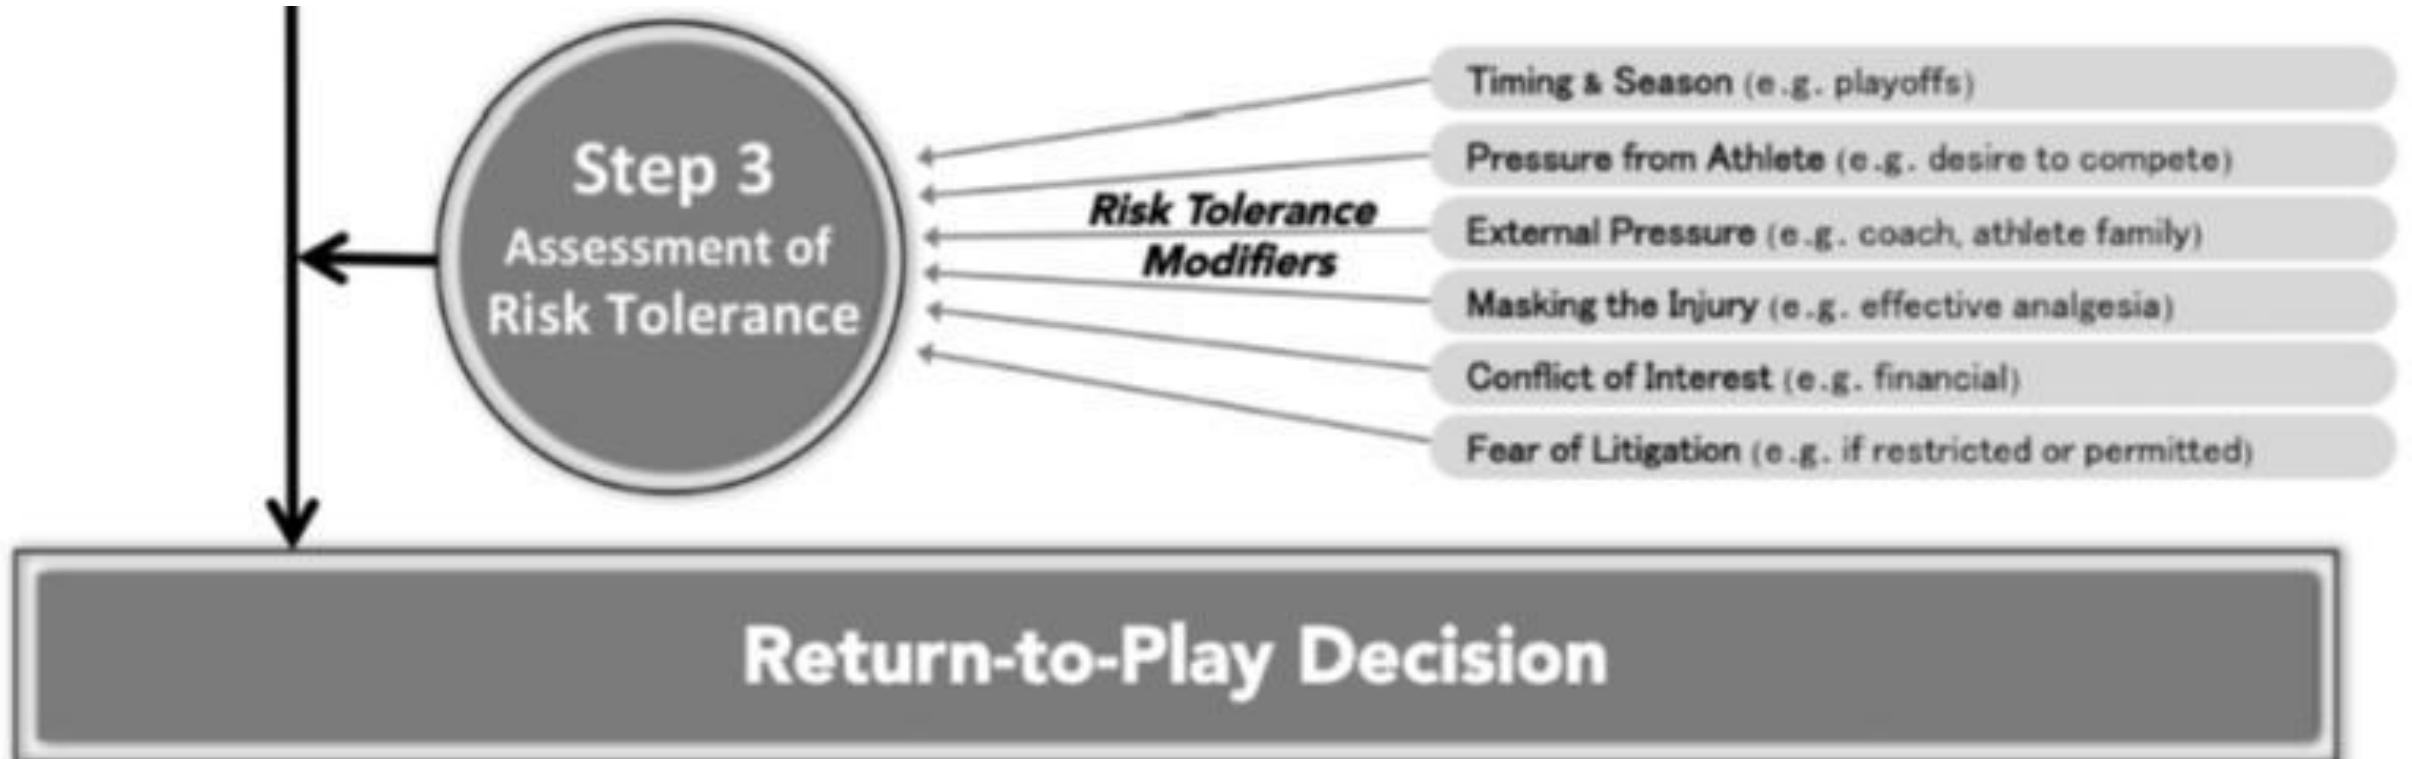 Step 3
Assessment of
Risk Tolerance
Risk Tolerance
Modifiers
Timing & Season (e.g. playoffs)
Pressure from Athlete (e.g. desire to compete)
External Pressure (e.g. coach, athlete family)
Masking the Injury (e.g. effective analgesia)
Conflict of Interest (e.g. financial)
Fear of Litigation (e.g. if restricted or permitted)
Return-to-Play Decision